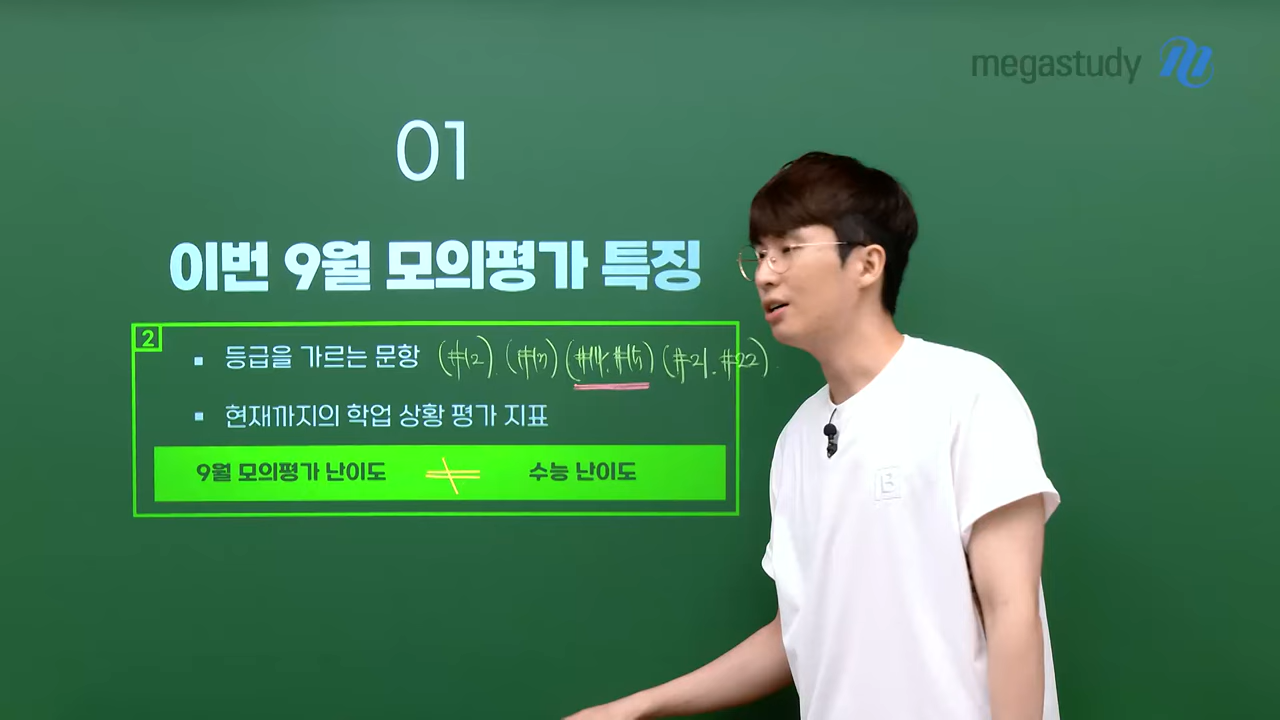 megastudy
01
이번 9월 모의평가 특징
2
▪ 등급을 가르는 문항 (#12). (#13) (#14, #15) (#21. #22).
▪ 현재까지의 학업 상황 평가 지표
9월 모의평가 난이도 ≠ 수능 난이도
B